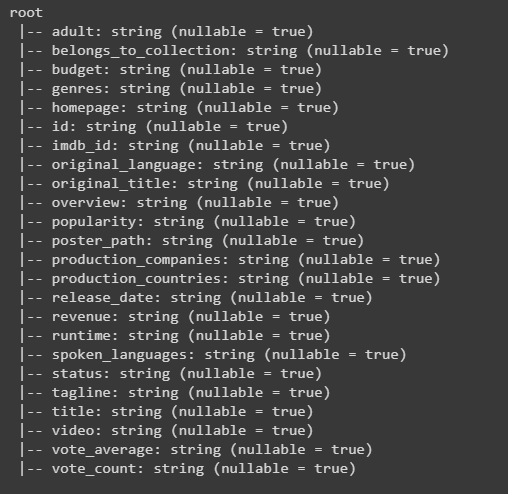 root
 |-- adult: string (nullable = true)
 |-- belongs_to_collection: string (nullable = true)
 |-- budget: string (nullable = true)
 |-- genres: string (nullable = true)
 |-- homepage: string (nullable = true)
 |-- id: string (nullable = true)
 |-- imdb_id: string (nullable = true)
 |-- original_language: string (nullable = true)
 |-- original_title: string (nullable = true)
 |-- overview: string (nullable = true)
 |-- popularity: string (nullable = true)
 |-- poster_path: string (nullable = true)
 |-- production_companies: string (nullable = true)
 |-- production_countries: string (nullable = true)
 |-- release_date: string (nullable = true)
 |-- revenue: string (nullable = true)
 |-- runtime: string (nullable = true)
 |-- spoken_languages: string (nullable = true)
 |-- status: string (nullable = true)
 |-- tagline: string (nullable = true)
 |-- title: string (nullable = true)
 |-- video: string (nullable = true)
 |-- vote_average: string (nullable = true)
 |-- vote_count: string (nullable = true)